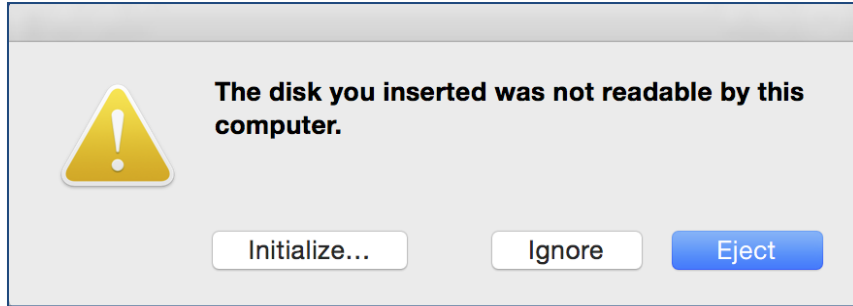 The disk you inserted was not readable by this
computer.
Initialize... Ignore Eject